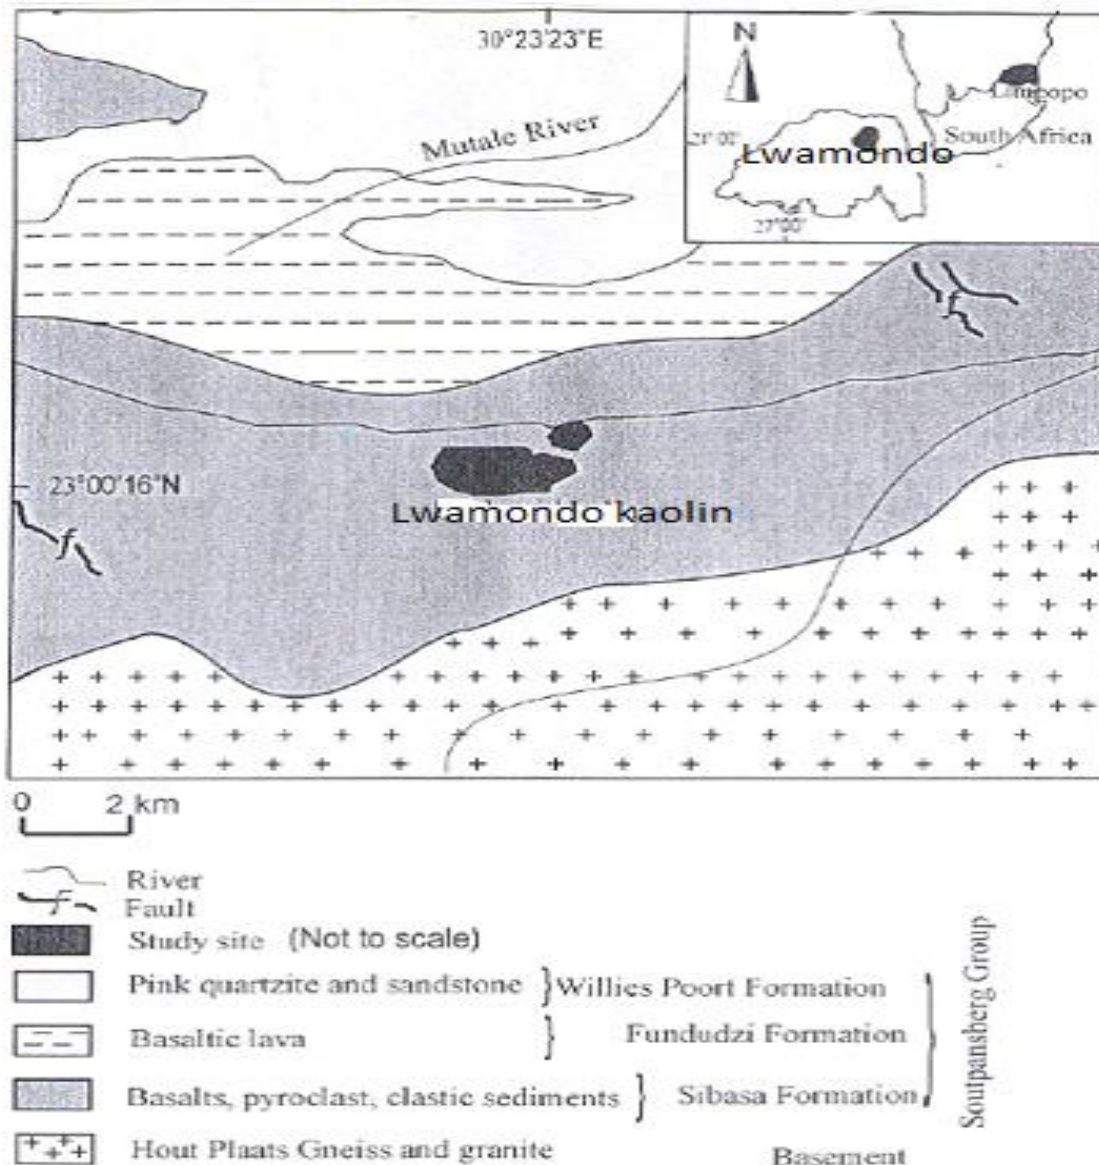 30°23'23"E
N
Mutale River
Limpopo
South Africa
Lwamondo
27°00'
23°00'16"N
Lwamondo kaolin
f
f
0 2 km
River
f
Fault
Study site (Not to scale)
Pink quartzite and sandstone } Willies Poort Formation
Basaltic lava } Fundudzi Formation
Basalts, pyroclast, clastic sediments } Sibasa Formation
Soutpansberg Group
Hout Plaats Gneiss and granite Basement